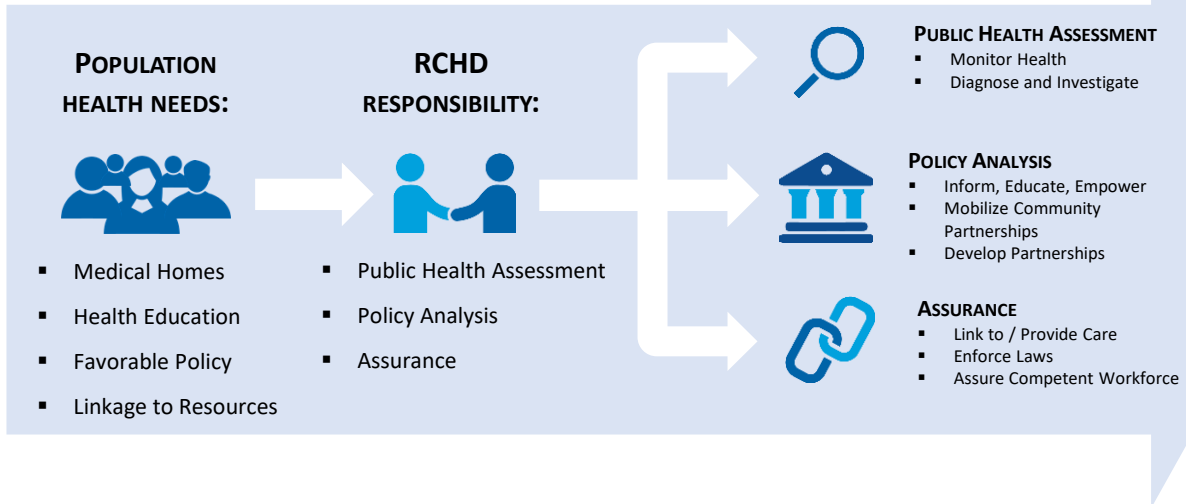 POPULATION
HEALTH NEEDS:
▪ Medical Homes
▪ Health Education
▪ Favorable Policy
▪ Linkage to Resources
RCHD
RESPONSIBILITY:
▪ Public Health Assessment
▪ Policy Analysis
▪ Assurance
PUBLIC HEALTH ASSESSMENT
▪ Monitor Health
▪ Diagnose and Investigate
POLICY ANALYSIS
▪ Inform, Educate, Empower
▪ Mobilize Community
Partnerships
▪ Develop Partnerships
ASSURANCE
▪ Link to / Provide Care
▪ Enforce Laws
▪ Assure Competent Workforce